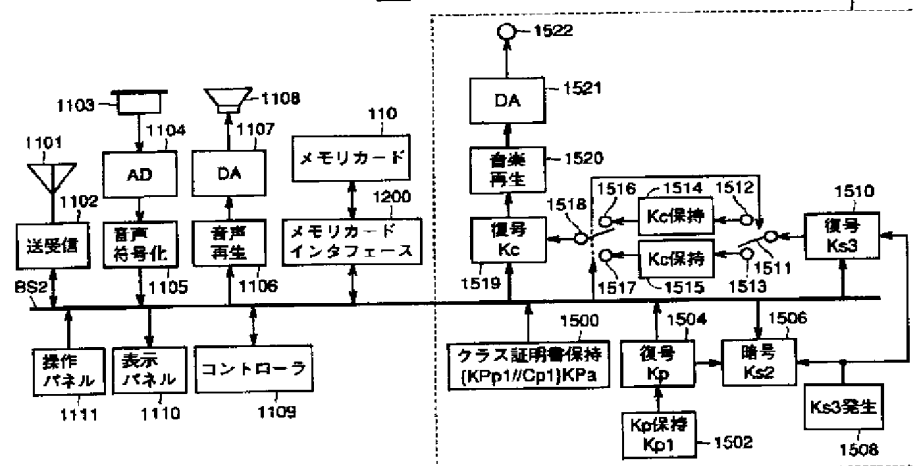 1522
DA
1521
1103
1108
1104
1107
110
1101
AD
DA
メモリカード
音楽
再生
1520
1516
1514
1512
1510
1102
1200
1518
Kc保持
送受信
音声
符号化
音声
再生
メモリカード
インタフェース
復号
Kc
復号
Ks3
Kc保持
1511
BS2
1105
1106
1519
1517
1515
1513
1500
1504
1506
操作
パネル
表示
パネル
コントローラ
クラス証明書保持
{KPp1//Cp1}KPa
復号
Kp
暗号
Ks2
1111
1110
1109
Kp保持
Kp1
1502
Ks3発生
1508